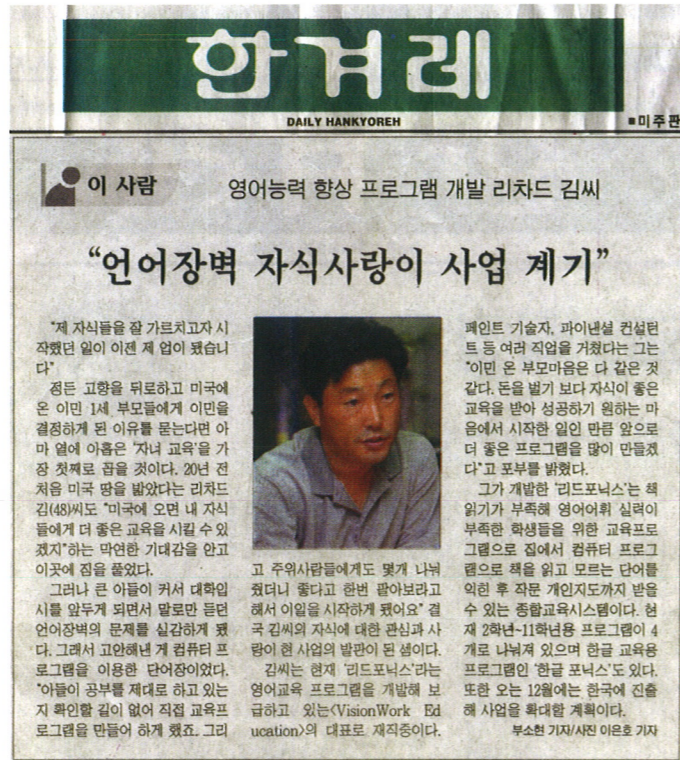 한겨레
DAILY HANKYOREH
■미주판
이 사람
영어능력 향상 프로그램 개발 리차드 김씨
“언어장벽 자식사랑이 사업 계기”
“제 자식들을 잘 가르치고자 시
작했던 일이 이젠 제 업이 됐습니
다”
정든 고향을 뒤로하고 미국에
온 이민 1세 부모들에게 이민을
결정하게 된 이유를 묻는다면 아
마 열에 아홉은 ‘자녀 교육’을 가
장 첫째로 꼽을 것이다. 20년 전
처음 미국 땅을 밟았다는 리차드
김(48)씨도 “미국에 오면 내 자식
들에게 더 좋은 교육을 시킬 수 있
겠지”하는 막연한 기대감을 안고
이곳에 짐을 풀었다.
그러나 큰 아들이 커서 대학입
시를 앞두게 되면서 말로만 듣던
언어장벽의 문제를 실감하게 됐
다. 그래서 고안해낸 게 컴퓨터 프
로그램을 이용한 단어장이었다.
“아들이 공부를 제대로 하고 있는
지 확인할 길이 없어 직접 교육프
로그램을 만들어 하게 했죠. 그리
고 주위사람들에게도 몇개 나눠
줬더니 좋다고 한번 팔아보라고
해서 이일을 시작하게 됐어요” 결
국 김씨의 자식에 대한 관심과 사
랑이 현 사업의 발판이 된 셈이다.
김씨는 현재 ‘리드포닉스’라는
영어교육 프로그램을 개발해 보
급하고 있는<VisionWork Ed
ucation>의 대표로 재직중이다.
페인트 기술자, 파이낸셜 컨설턴
트 등 여러 직업을 거쳤다는 그는
“이민 온 부모마음은 다 같은 것
같다. 돈을 벌기 보다 자식이 좋은
교육을 받아 성공하기 원하는 마
음에서 시작한 일인 만큼 앞으로
더 좋은 프로그램을 많이 만들겠
다”고 포부를 밝혔다.
그가 개발한 ‘리드포닉스’는 책
읽기가 부족해 영어어휘 실력이
부족한 학생들을 위한 교육프로
그램으로 집에서 컴퓨터 프로그
램으로 책을 읽고 모르는 단어를
익힌 후 작문 개인지도까지 받을
수 있는 종합교육시스템이다. 현
재 2학년~11학년용 프로그램이 4
개로 나눠져 있으며 한글 교육용
프로그램인 ‘한글 포닉스’도 있다.
또한 오는 12월에는 한국에 진출
해 사업을 확대할 계획이다.
부소현 기자/사진 이은호 기자